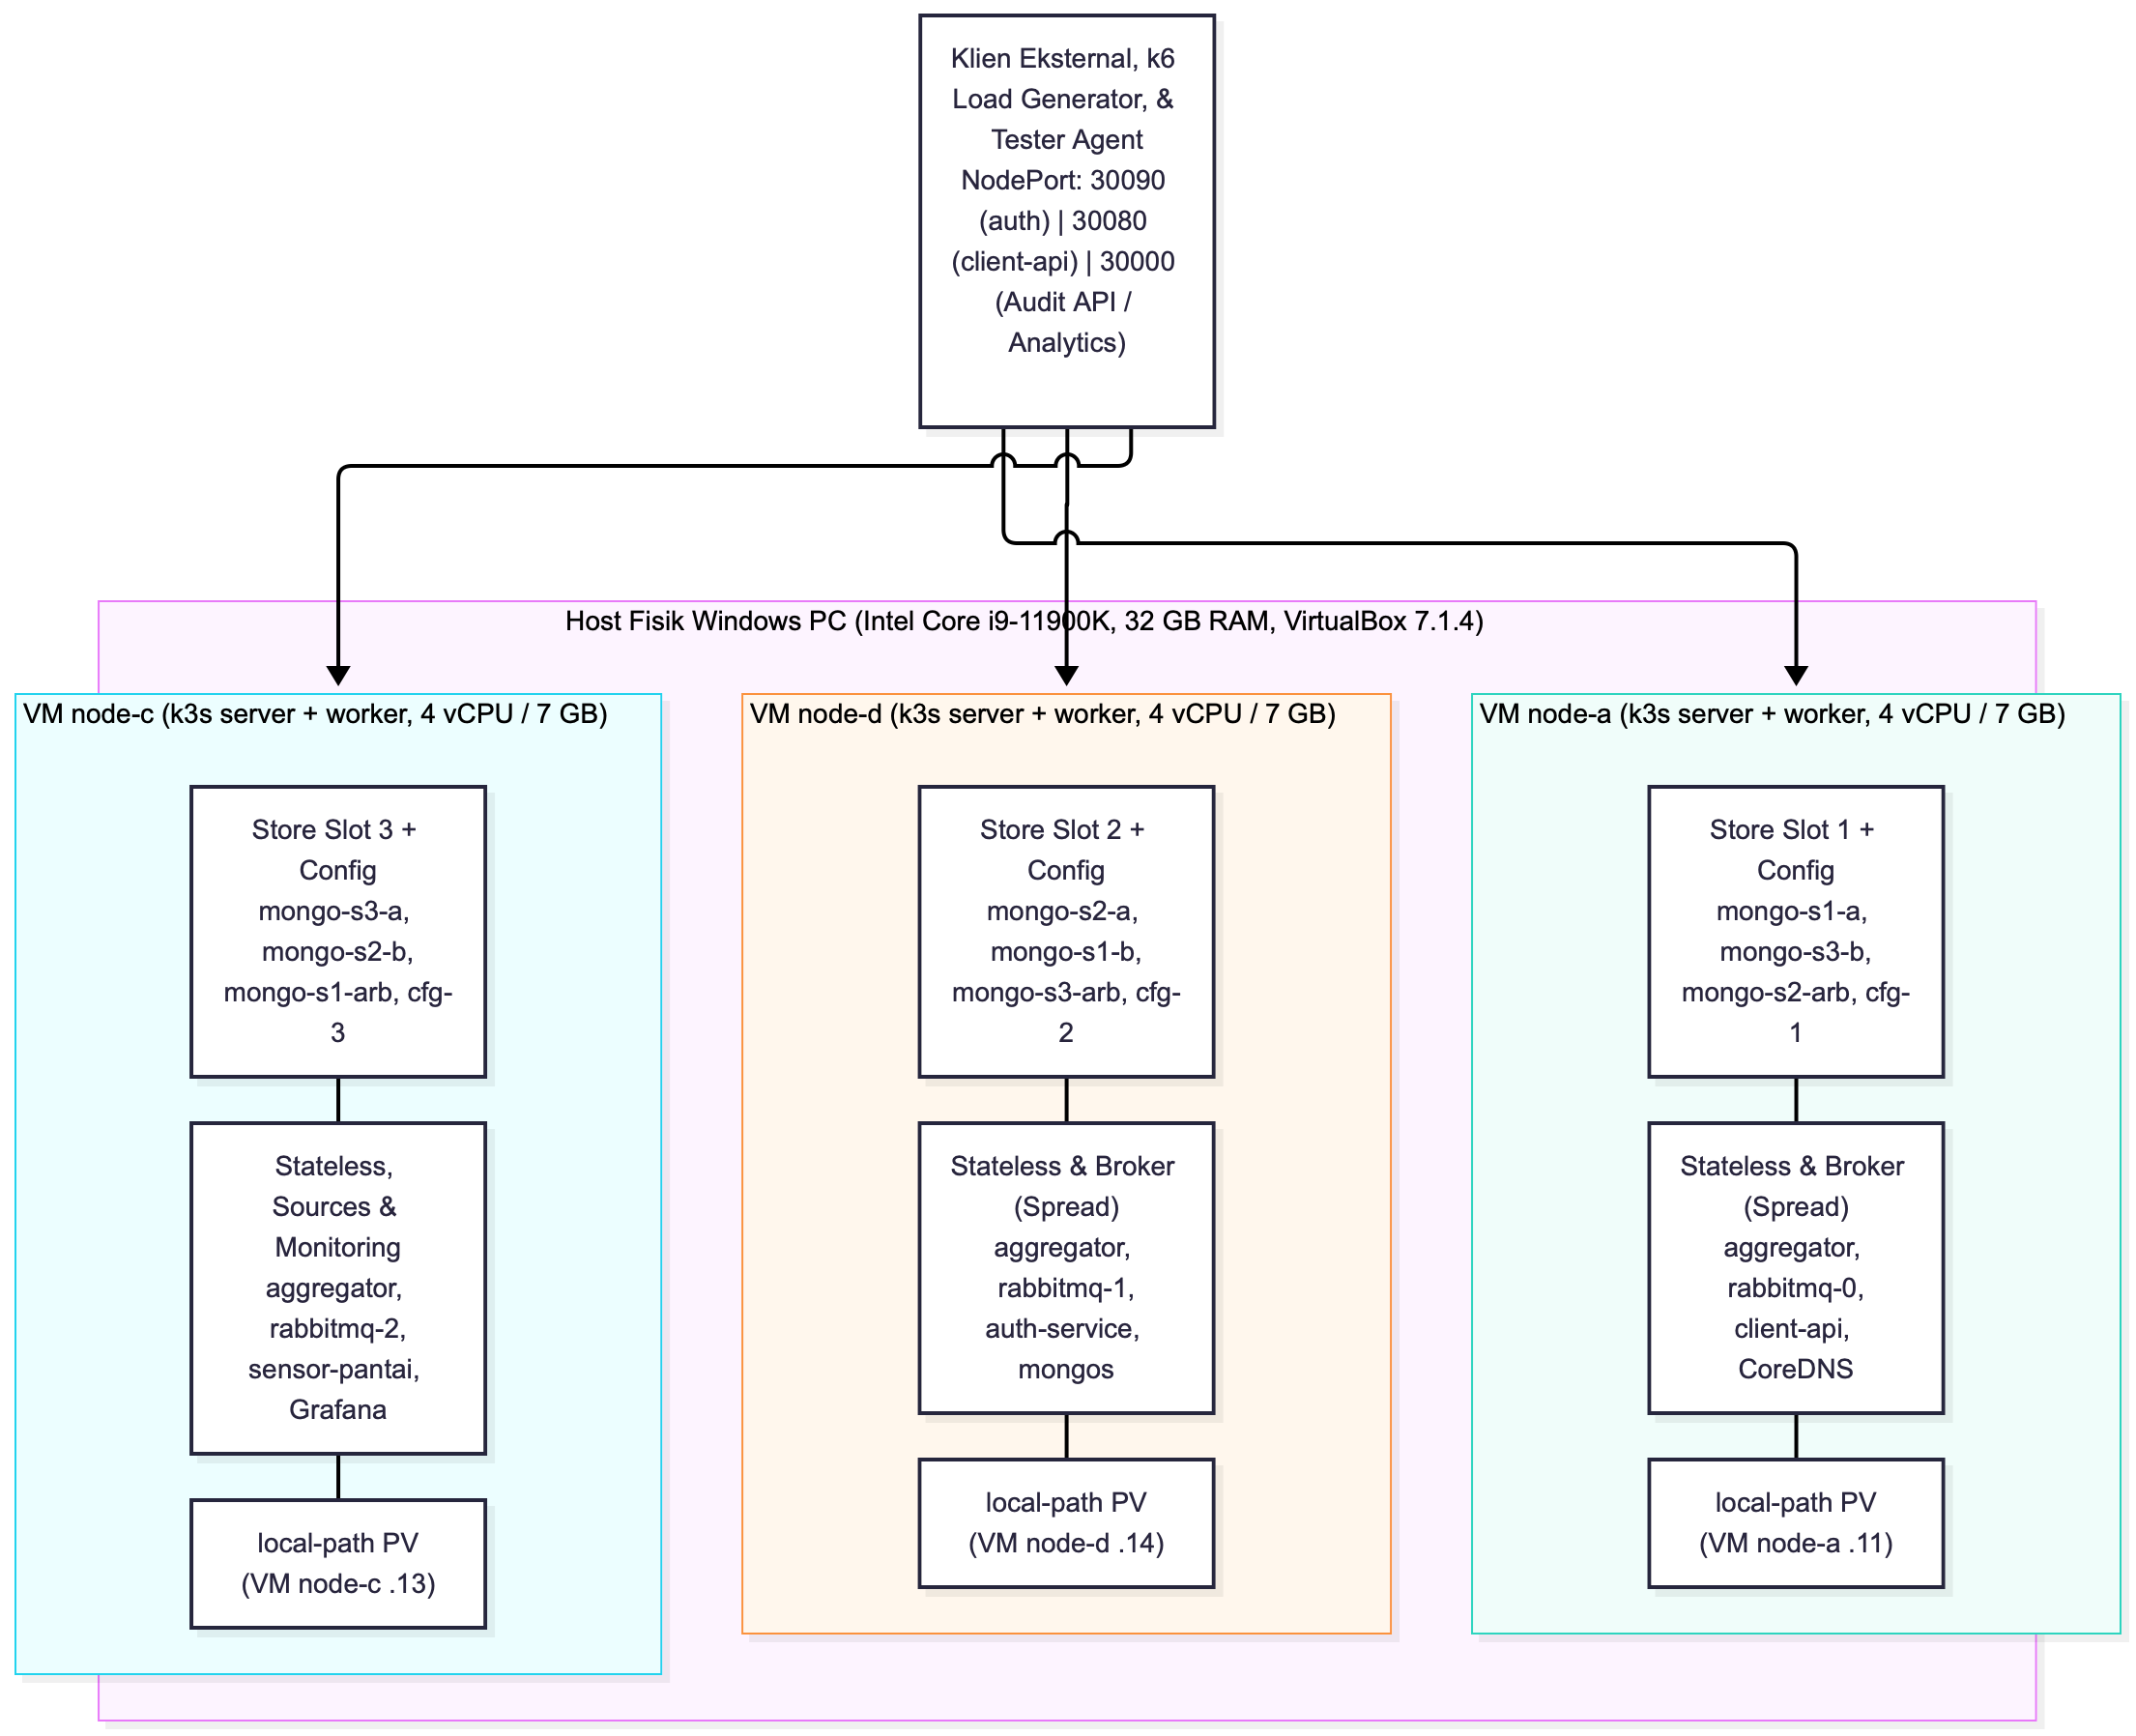 Klien Eksternal, k6
Load Generator, &
Tester Agent
NodePort: 30090
(auth) | 30080
(client-api) | 30000
(Audit API /
Analytics)
Host Fisik Windows PC (Intel Core i9-11900K, 32 GB RAM, VirtualBox 7.1.4)
VM node-c (k3s server + worker, 4 vCPU / 7 GB)
Store Slot 3 +
Config
mongo-s3-a,
mongo-s2-b,
mongo-s1-arb, cfg-
3
Stateless,
Sources &
Monitoring
aggregator,
rabbitmq-2,
sensor-pantai,
Grafana
local-path PV
(VM node-c .13)
VM node-d (k3s server + worker, 4 vCPU / 7 GB)
Store Slot 2 +
Config
mongo-s2-a,
mongo-s1-b,
mongo-s3-arb, cfg-
2
Stateless & Broker
(Spread)
aggregator,
rabbitmq-1,
auth-service,
mongos
local-path PV
(VM node-d .14)
VM node-a (k3s server + worker, 4 vCPU / 7 GB)
Store Slot 1 +
Config
mongo-s1-a,
mongo-s3-b,
mongo-s2-arb, cfg-
1
Stateless & Broker
(Spread)
aggregator,
rabbitmq-0,
client-api,
CoreDNS
local-path PV
(VM node-a .11)